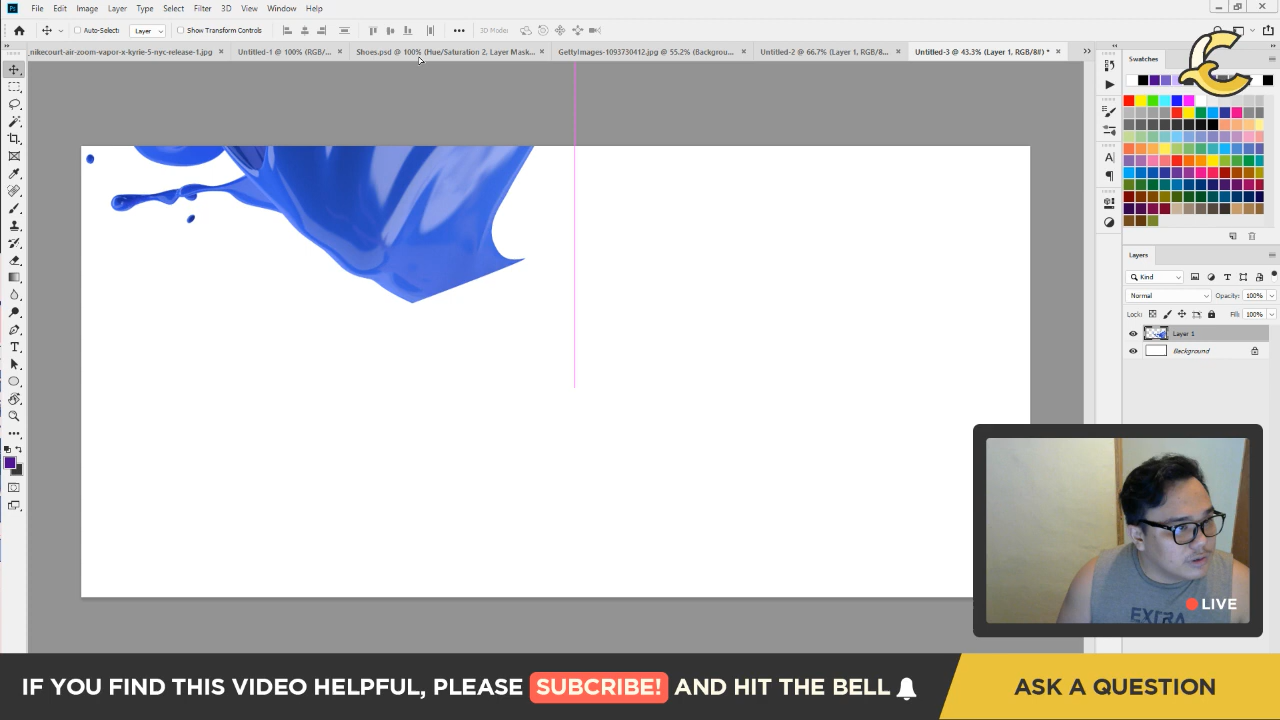 File Edit Image Layer Type Select Filter 3D View Window Help
Auto-Select: Layer Show Transform Controls 3D Mode:
_nikecourt-air-zoom-vapor-x-kyrie-5-nyc-release-1.jpg × Untitled-1 @ 100% (RGB/... × Shoes.psd @ 100% (Hue/Saturation 2, Layer Mask... × GettyImages-1093730412.jpg @ 55.2% (Backgrou... × Untitled-2 @ 66.7% (Layer 1, RGB/8... × Untitled-3 @ 43.3% (Layer 1, RGB/8#) * ×
Swatches
Layers
Kind
Normal Opacity: 100%
Lock: Fill: 100%
Layer 1
Background
EXTRA
LIVE
IF YOU FIND THIS VIDEO HELPFUL, PLEASE SUBCRIBE! AND HIT THE BELL
ASK A QUESTION